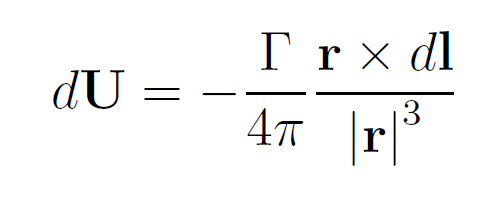 d𝐔 = −Γ/4π 𝐫 × d𝐥/|𝐫|³